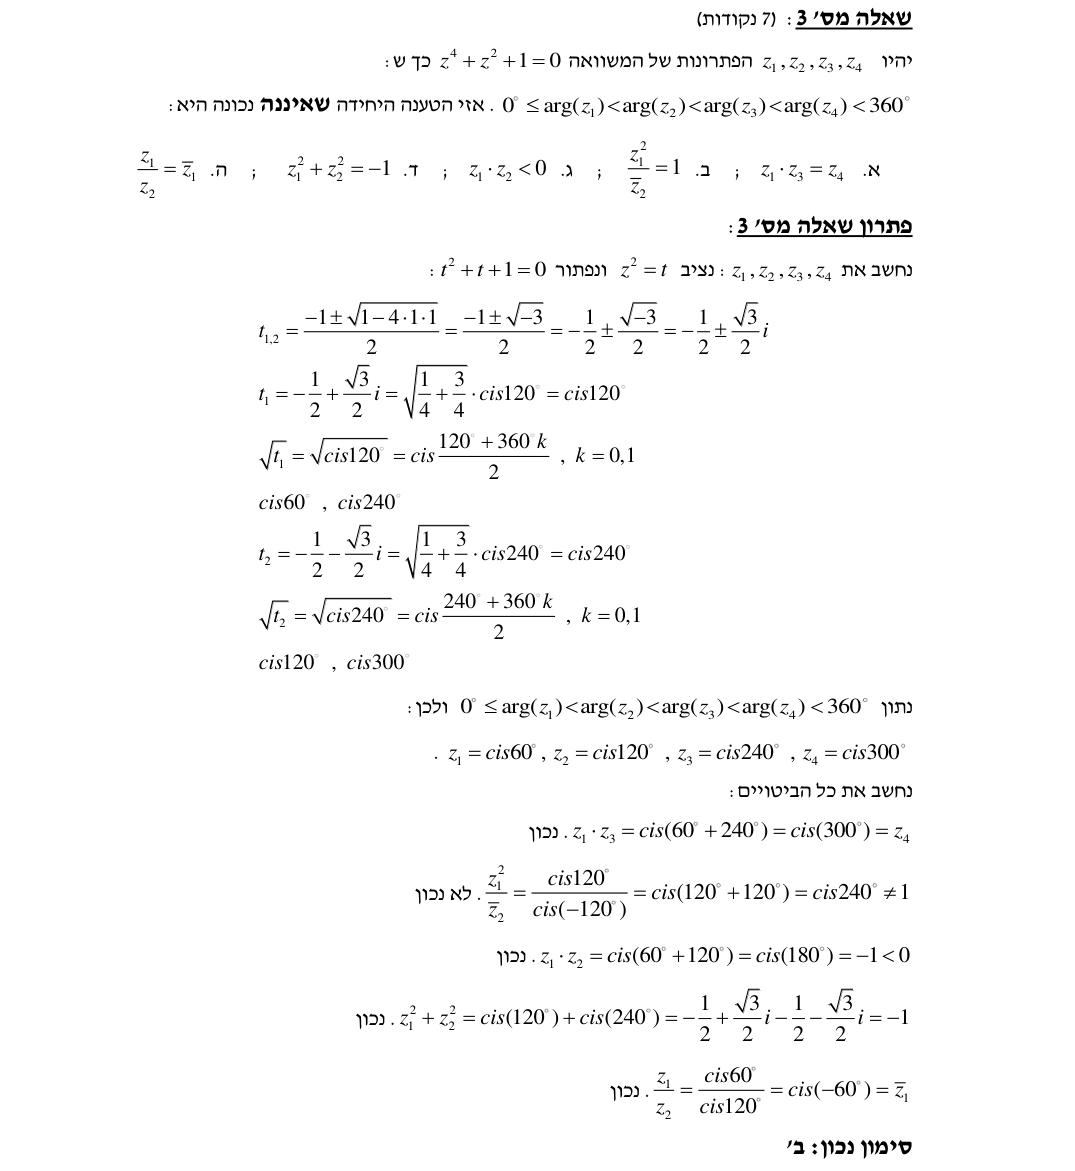 שאלה מס' 3 : (7 נקודות)
יהיו z₁, z₂, z₃, z₄ הפתרונות של המשוואה z⁴ + z² + 1 = 0 כך ש :
0° ≤ arg(z₁) < arg(z₂) < arg(z₃) < arg(z₄) < 360° . אזי הטענה היחידה שאיננה נכונה היא :
א. z₁ · z₃ = z₄ ; ב. z₁²/z̅₂ = 1 ; ג. z₁ · z₂ < 0 ; ד. z₁² + z₂² = −1 ; ה. z₁/z₂ = z̅₁
פתרון שאלה מס' 3 :
נחשב את z₁, z₂, z₃, z₄ : נציב z² = t ונפתור t² + t + 1 = 0 :
t₁,₂ = (−1 ± √(1 − 4·1·1))/2 = (−1 ± √−3)/2 = −1/2 ± √−3/2 = −1/2 ± √3/2 i
t₁ = −1/2 + √3/2 i = √(1/4 + 3/4) · cis120° = cis120°
√t₁ = √(cis120°) = cis (120° + 360°k)/2 , k = 0,1
cis60° , cis240°
t₂ = −1/2 − √3/2 i = √(1/4 + 3/4) · cis240° = cis240°
√t₂ = √(cis240°) = cis (240° + 360°k)/2 , k = 0,1
cis120° , cis300°
נתון 0° ≤ arg(z₁) < arg(z₂) < arg(z₃) < arg(z₄) < 360° ולכן :
z₁ = cis60° , z₂ = cis120° , z₃ = cis240° , z₄ = cis300° .
נחשב את כל הביטויים :
z₁ · z₃ = cis(60° + 240°) = cis(300°) = z₄ . נכון
z₁²/z̅₂ = cis120°/cis(−120°) = cis(120° + 120°) = cis240° ≠ 1 . לא נכון
z₁ · z₂ = cis(60° + 120°) = cis(180°) = −1 < 0 . נכון
z₁² + z₂² = cis(120°) + cis(240°) = −1/2 + √3/2 i − 1/2 − √3/2 i = −1 . נכון
z₁/z₂ = cis60°/cis120° = cis(−60°) = z̅₁ . נכון
סימון נכון: ב'